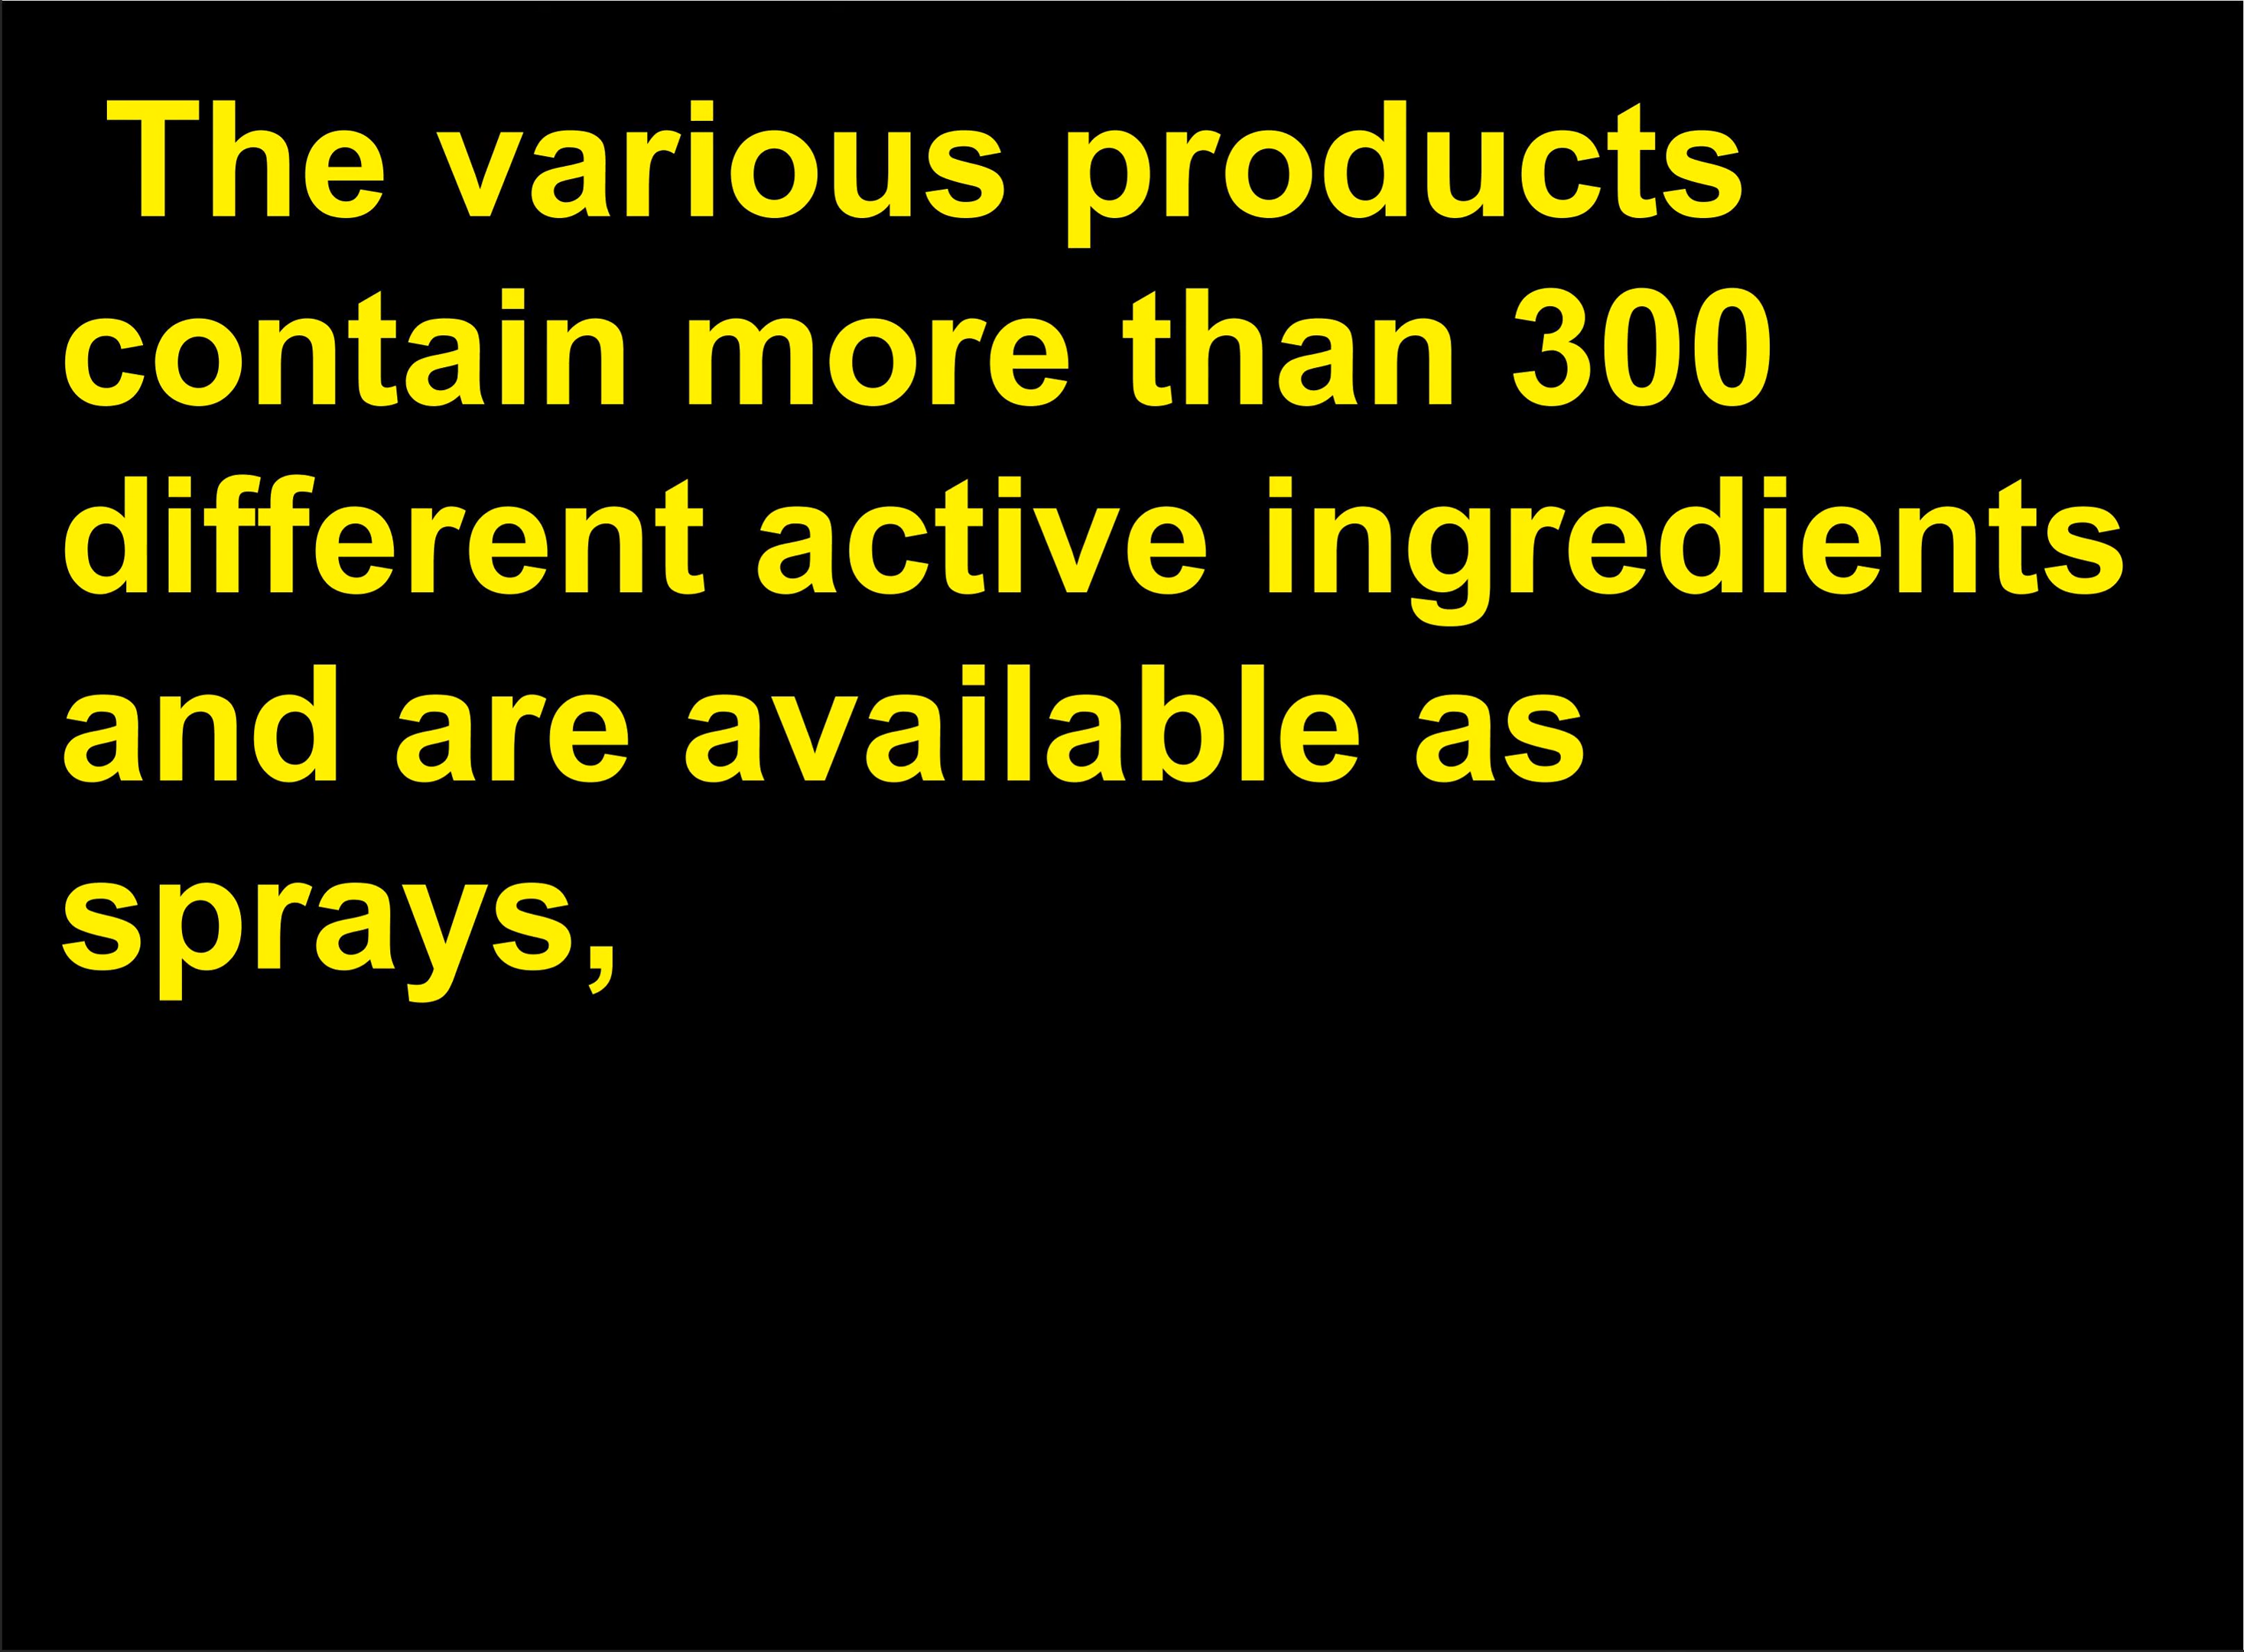 The various products
contain more than 300
different active ingredients
and are available as
sprays,